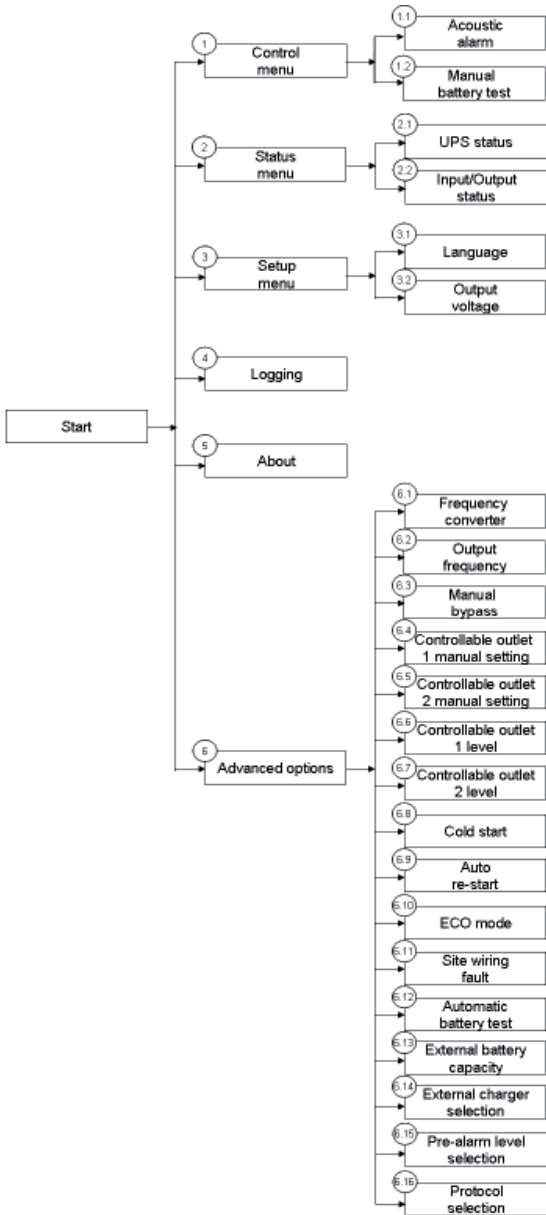 1
Control
menu
1.1
Acoustic
alarm
1.2
Manual
battery test
2
Status
menu
2.1
UPS status
2.2
Input/Output
status
3
Setup
menu
3.1
Language
3.2
Output
voltage
4
Logging
Start
5
About
6
Advanced options
6.1
Frequency
converter
6.2
Output
frequency
6.3
Manual
bypass
6.4
Controllable outlet
1 manual setting
6.5
Controllable outlet
2 manual setting
6.6
Controllable outlet
1 level
6.7
Controllable outlet
2 level
6.8
Cold start
6.9
Auto
re-start
6.10
ECO mode
6.11
Site wiring
fault
6.12
Automatic
battery test
6.13
External battery
capacity
6.14
External charger
selection
6.15
Pre-alarm level
selection
6.16
Protocol
selection